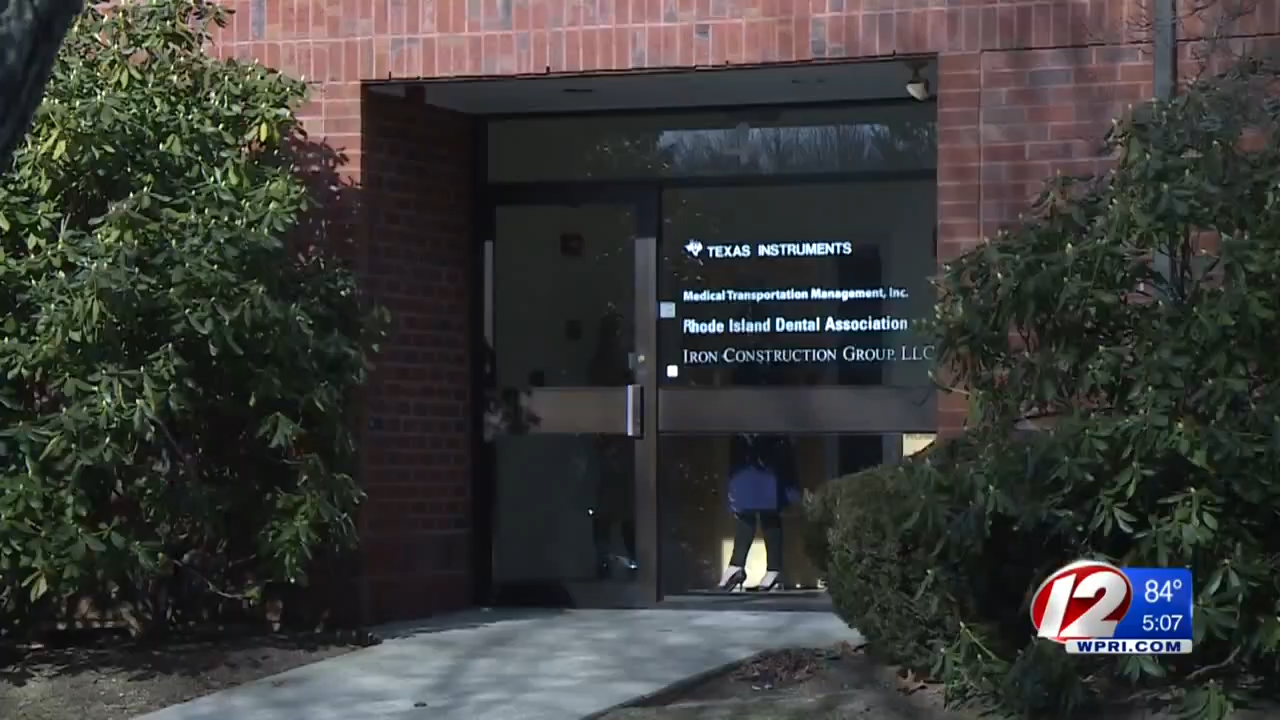 TEXAS INSTRUMENTS
Medical Transportation Management, Inc.
Rhode Island Dental Association
IRON CONSTRUCTION GROUP, LLC
12
84°
5:07
WPRI.COM